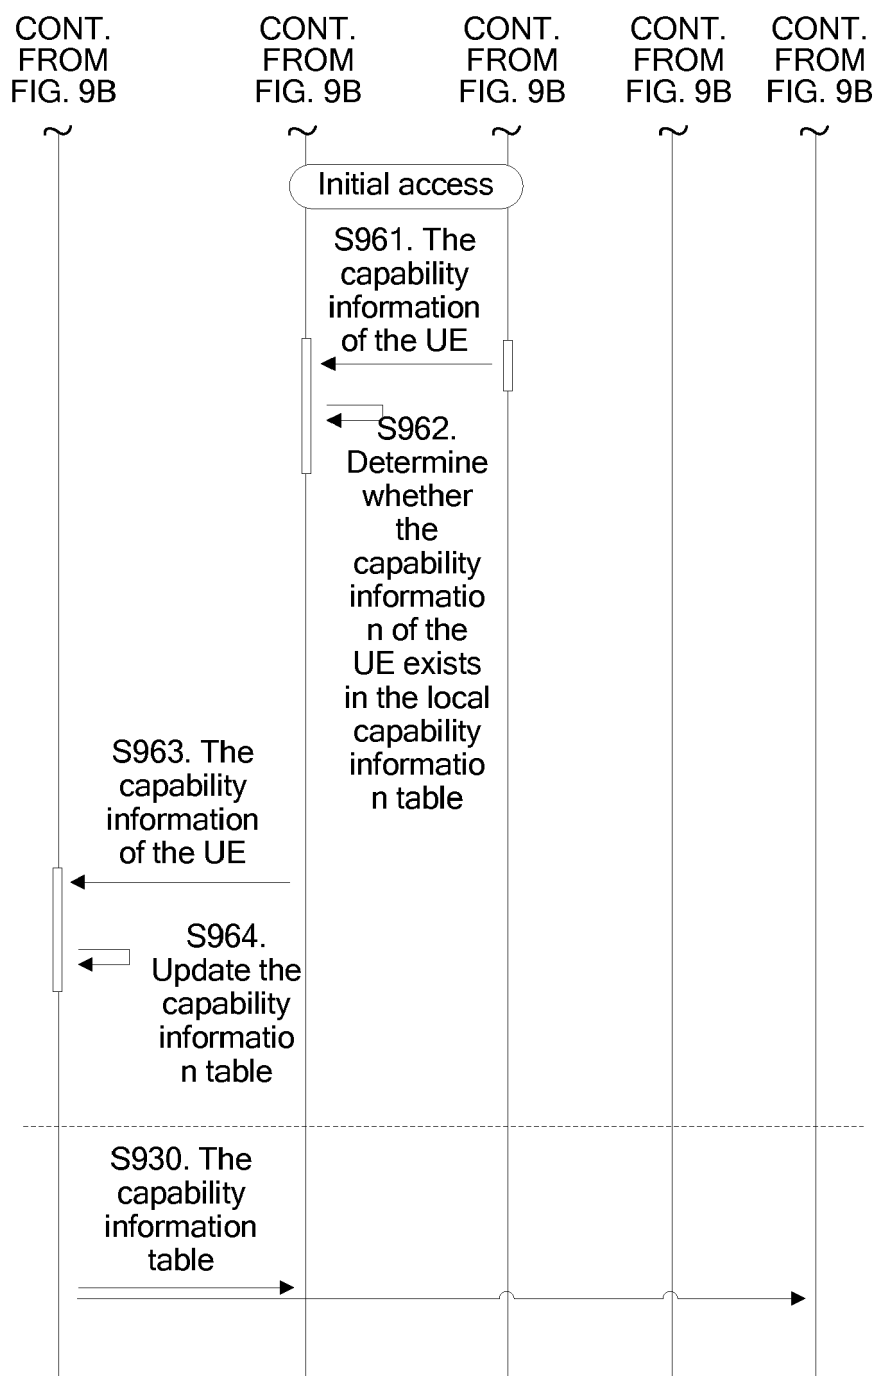 CONT.
FROM
FIG. 9B
CONT.
FROM
FIG. 9B
CONT.
FROM
FIG. 9B
CONT.
FROM
FIG. 9B
CONT.
FROM
FIG. 9B
Initial access
S961. The
capability
information
of the UE
S962.
Determine
whether
the
capability
informatio
n of the
UE exists
in the local
capability
informatio
n table
S963. The
capability
information
of the UE
S964.
Update the
capability
informatio
n table
S930. The
capability
information
table